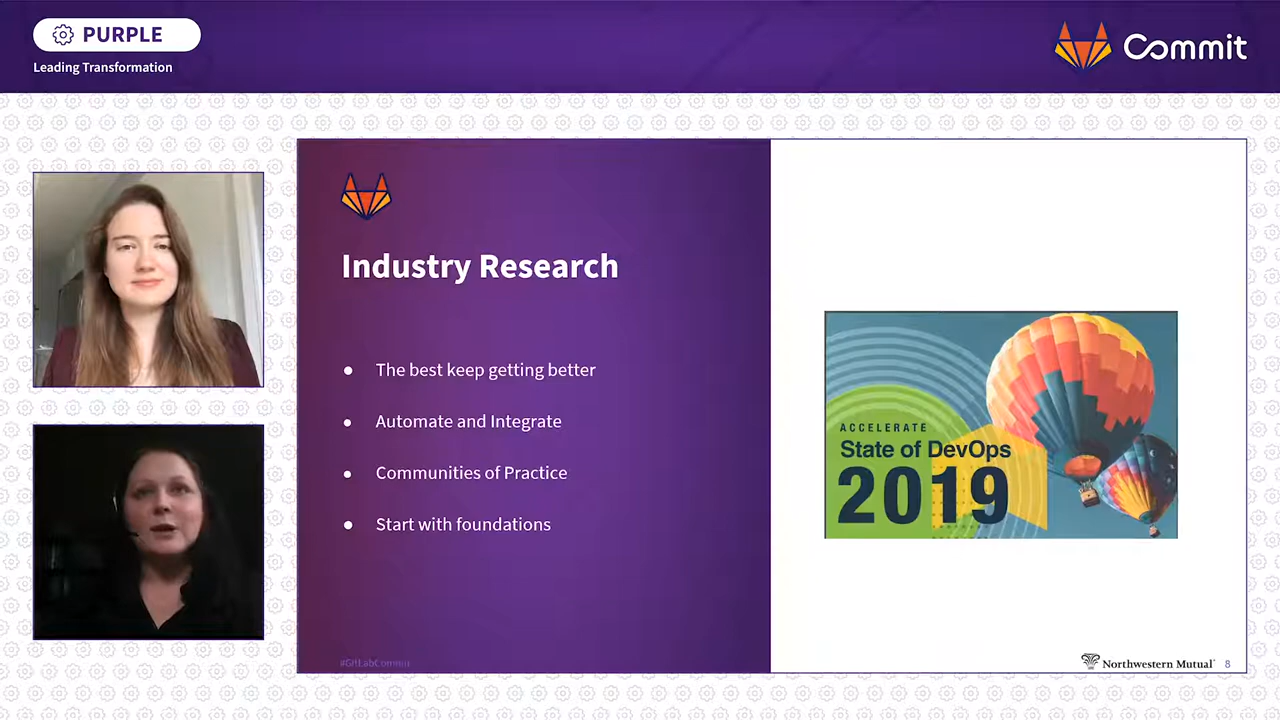 PURPLE
Leading Transformation
Commit
Industry Research
● The best keep getting better
● Automate and Integrate
● Communities of Practice
● Start with foundations
ACCELERATE
State of DevOps
2019
#GitLabCommit
Northwestern Mutual®
8